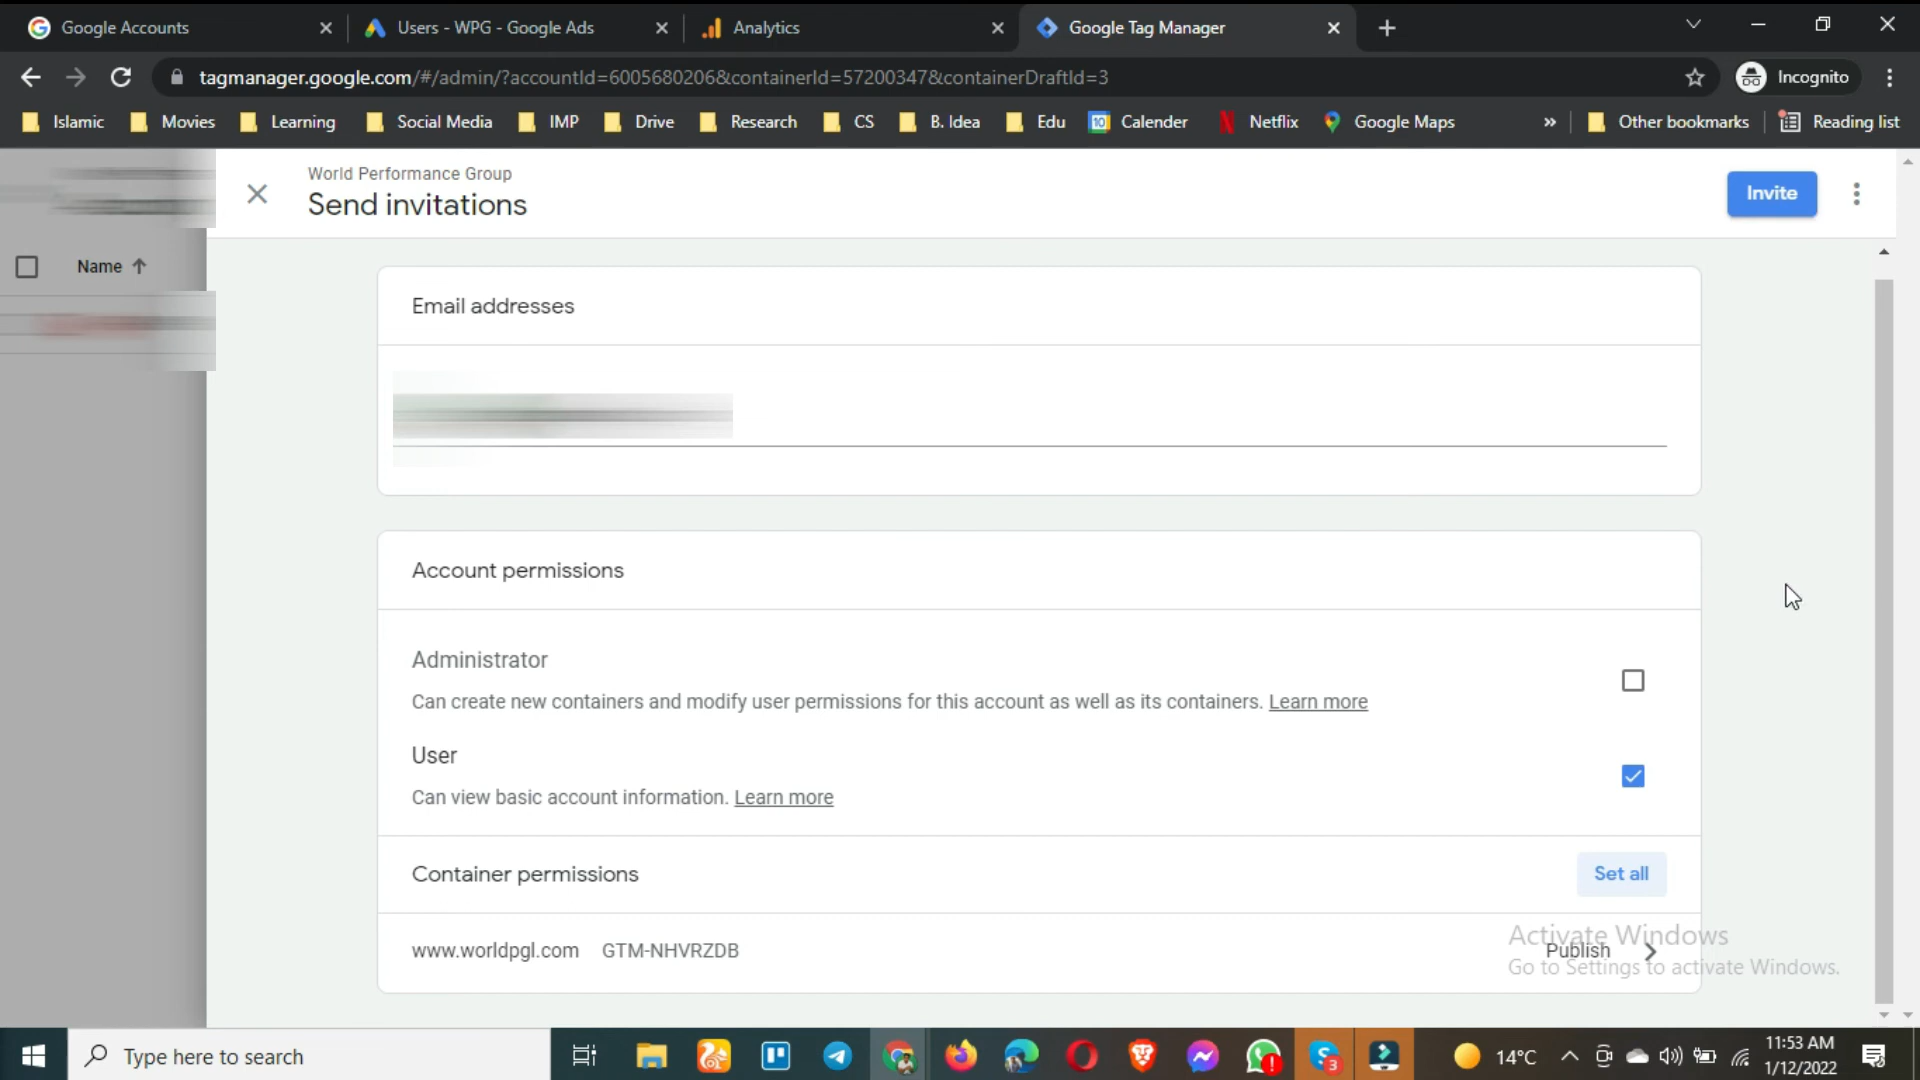 Google Accounts
Users - WPG - Google Ads
Analytics
Google Tag Manager
tagmanager.google.com/#/admin/?accountId=6005680206&containerId=57200347&containerDraftId=3
Incognito
Islamic
Movies
Learning
Social Media
IMP
Drive
Research
CS
B. Idea
Edu
10
Calender
Netflix
Google Maps
»
Other bookmarks
Reading list
World Performance Group
Send invitations
Invite
Name
Email addresses
Account permissions
Administrator
Can create new containers and modify user permissions for this account as well as its containers. Learn more
User
Can view basic account information. Learn more
Container permissions
Set all
www.worldpgl.com GTM-NHVRZDB
Publish
Activate Windows
Go to Settings to activate Windows.
Type here to search
3
14°C
11:53 AM
1/12/2022